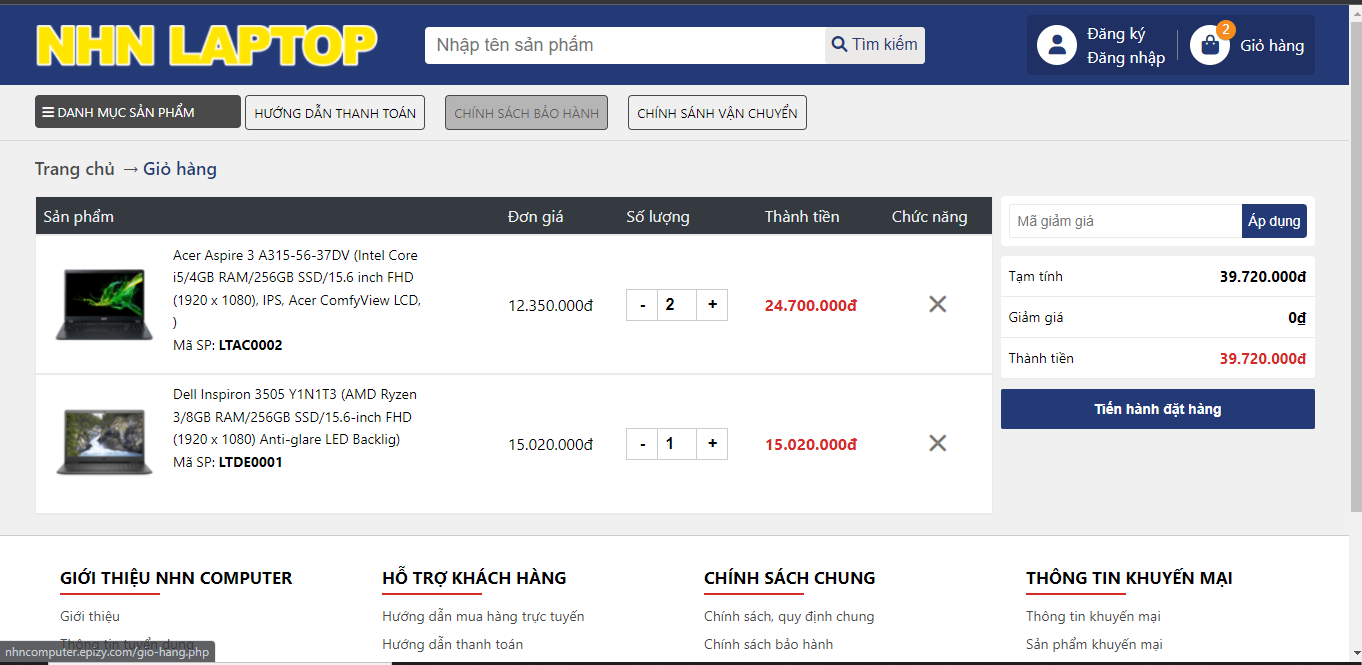 NHN LAPTOP
Nhập tên sản phẩm
Tìm kiếm
Đăng ký
Đăng nhập
2
Giỏ hàng
DANH MỤC SẢN PHẨM
HƯỚNG DẪN THANH TOÁN
CHÍNH SÁCH BẢO HÀNH
CHÍNH SÁNH VẬN CHUYỂN
Trang chủ → Giỏ hàng
Sản phẩm Đơn giá Số lượng Thành tiền Chức năng
Acer Aspire 3 A315-56-37DV (Intel Core
i5/4GB RAM/256GB SSD/15.6 inch FHD
(1920 x 1080), IPS, Acer ComfyView LCD,
)
Mã SP: LTAC0002
12.350.000đ - 2 + 24.700.000đ
Dell Inspiron 3505 Y1N1T3 (AMD Ryzen
3/8GB RAM/256GB SSD/15.6-inch FHD
(1920 x 1080) Anti-glare LED Backlig)
Mã SP: LTDE0001
15.020.000đ - 1 + 15.020.000đ
Mã giảm giá Áp dụng
Tạm tính 39.720.000đ
Giảm giá 0₫
Thành tiền 39.720.000đ
Tiến hành đặt hàng
GIỚI THIỆU NHN COMPUTER
Giới thiệu
Thông tin tuyển dụng
HỖ TRỢ KHÁCH HÀNG
Hướng dẫn mua hàng trực tuyến
Hướng dẫn thanh toán
CHÍNH SÁCH CHUNG
Chính sách, quy định chung
Chính sách bảo hành
THÔNG TIN KHUYẾN MẠI
Thông tin khuyến mại
Sản phẩm khuyến mại
nhncomputer.epizy.com/gio-hang.php